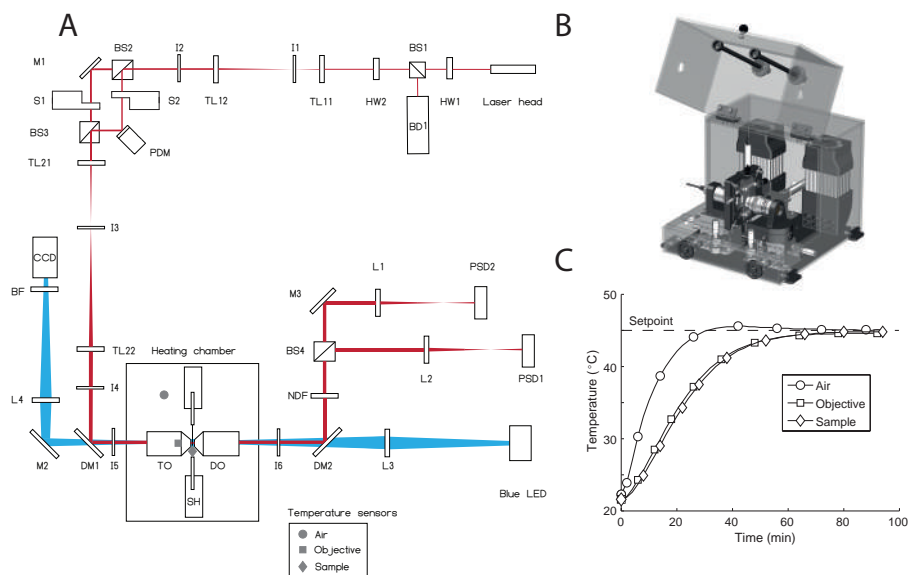 A
BS2
I2
I1
BS1
M1
S1
S2
TL12
TL11
HW2
HW1
Laser head
BS3
PDM
BD1
TL21
I3
CCD
BF
TL22
L4
I4
M2
DM1
I5
Heating chamber
TO
DO
SH
I6
DM2
L3
Blue LED
M3
L1
PSD2
BS4
L2
PSD1
NDF
Temperature sensors
Air
Objective
Sample
B
C
50
40
30
20
Temperature (°C)
Setpoint
Air
Objective
Sample
0
20
40
60
80
100
Time (min)